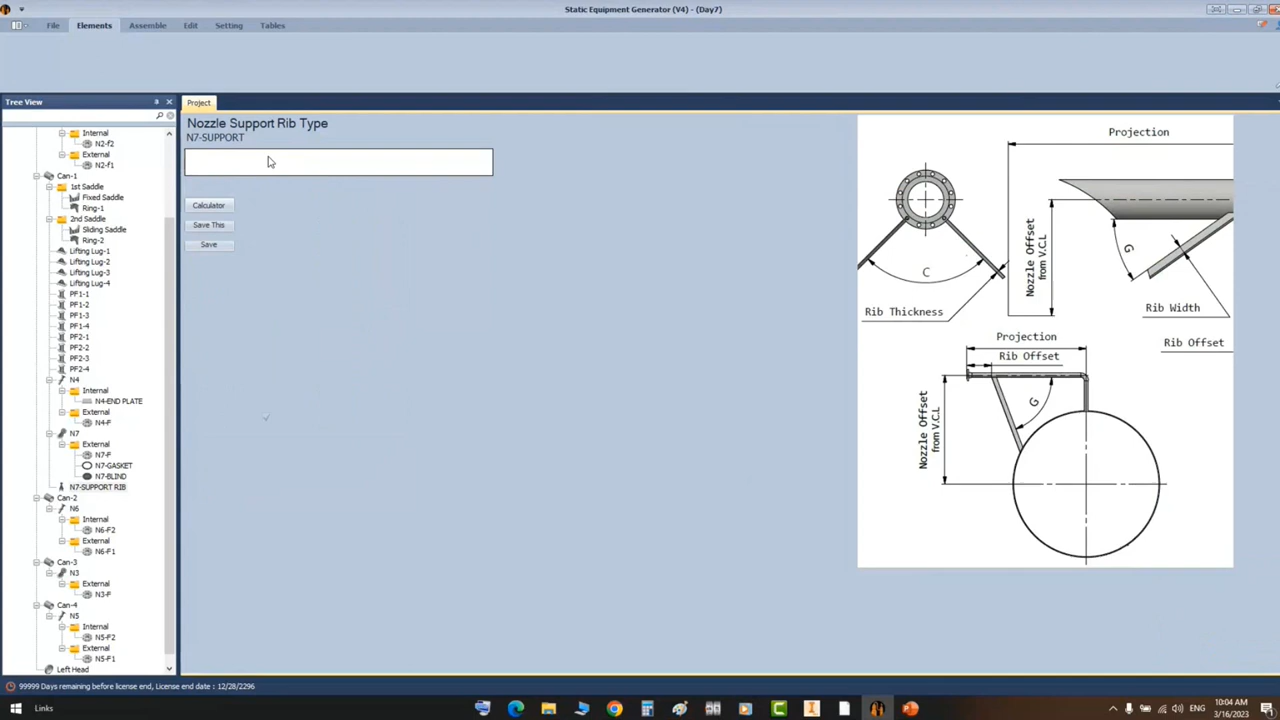 Static Equipment Generator (V4) - (Day7)
File
Elements
Assemble
Edit
Setting
Tables
Tree View
Internal
N2-f2
External
N2-f1
Can-1
1st Saddle
Fixed Saddle
Ring-1
2nd Saddle
Sliding Saddle
Ring-2
Lifting Lug-1
Lifting Lug-2
Lifting Lug-3
Lifting Lug-4
PF1-1
PF1-2
PF1-3
PF1-4
PF2-1
PF2-2
PF2-3
PF2-4
N4
Internal
N4-END PLATE
External
N4-F
N7
External
N7-F
N7-GASKET
N7-BLIND
N7-SUPPORT RIB
Can-2
N6
Internal
N6-F2
External
N6-F1
Can-3
N3
External
N3-F
Can-4
N5
Internal
N5-F2
External
N5-F1
Left Head
Project
Nozzle Support Rib Type
N7-SUPPORT
Calculator
Save This
Save
Projection
Nozzle Offset
from V.C.L
G
C
Rib Thickness
Rib Width
Rib Offset
Projection
Rib Offset
Nozzle Offset
from V.C.L
G
99999 Days remaining before license end, License end date : 12/28/2296
Links
ENG
10:04 AM
3/16/2023